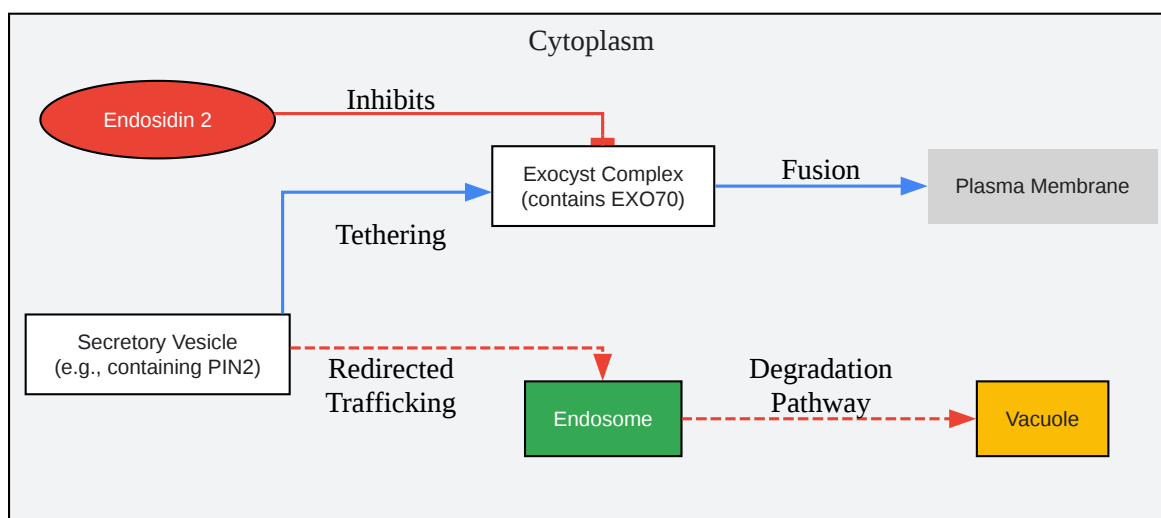 Cytoplasm
Inhibits
Endosidin 2
Exocyst Complex
(contains EXO70)
Fusion
Plasma Membrane
Tethering
Secretory Vesicle
(e.g., containing PIN2)
Redirected
Trafficking
Degradation
Pathway
Endosome
Vacuole